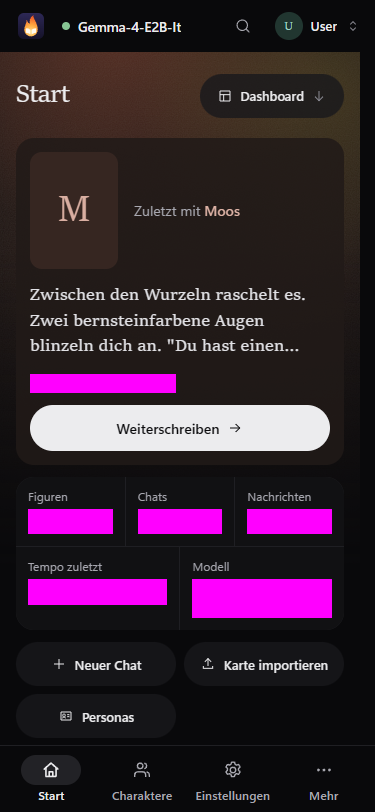 Gemma-4-E2B-It
U
User
Start
Dashboard
M
Zuletzt mit Moos
Zwischen den Wurzeln raschelt es.
Zwei bernsteinfarbene Augen
blinzeln dich an. "Du hast einen...
Weiterschreiben
Figuren
Chats
Nachrichten
Tempo zuletzt
Modell
Neuer Chat
Karte importieren
Personas
Start
Charaktere
Einstellungen
Mehr